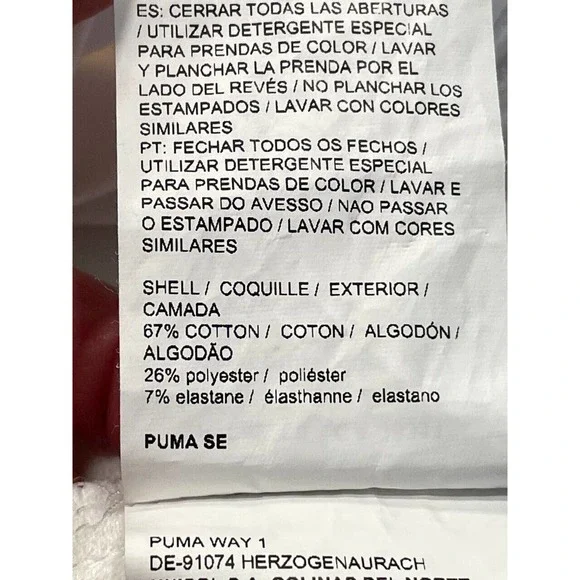 ES: CERRAR TODAS LAS ABERTURAS
/ UTILIZAR DETERGENTE ESPECIAL
PARA PRENDAS DE COLOR / LAVAR
Y PLANCHAR LA PRENDA POR EL
LADO DEL REVÉS / NO PLANCHAR LOS
ESTAMPADOS / LAVAR CON COLORES
SIMILARES
PT: FECHAR TODOS OS FECHOS /
UTILIZAR DETERGENTE ESPECIAL
PARA PRENDAS DE COLOR / LAVAR E
PASSAR DO AVESSO / NAO PASSAR
O ESTAMPADO / LAVAR COM CORES
SIMILARES
SHELL / COQUILLE / EXTERIOR /
CAMADA
67% COTTON / COTON / ALGODÓN /
ALGODÃO
26% polyester / poliéster
7% elastane / élasthanne / elastano
PUMA SE
PUMA WAY 1
DE-91074 HERZOGENAURACH
COLINAS DEL NORTE